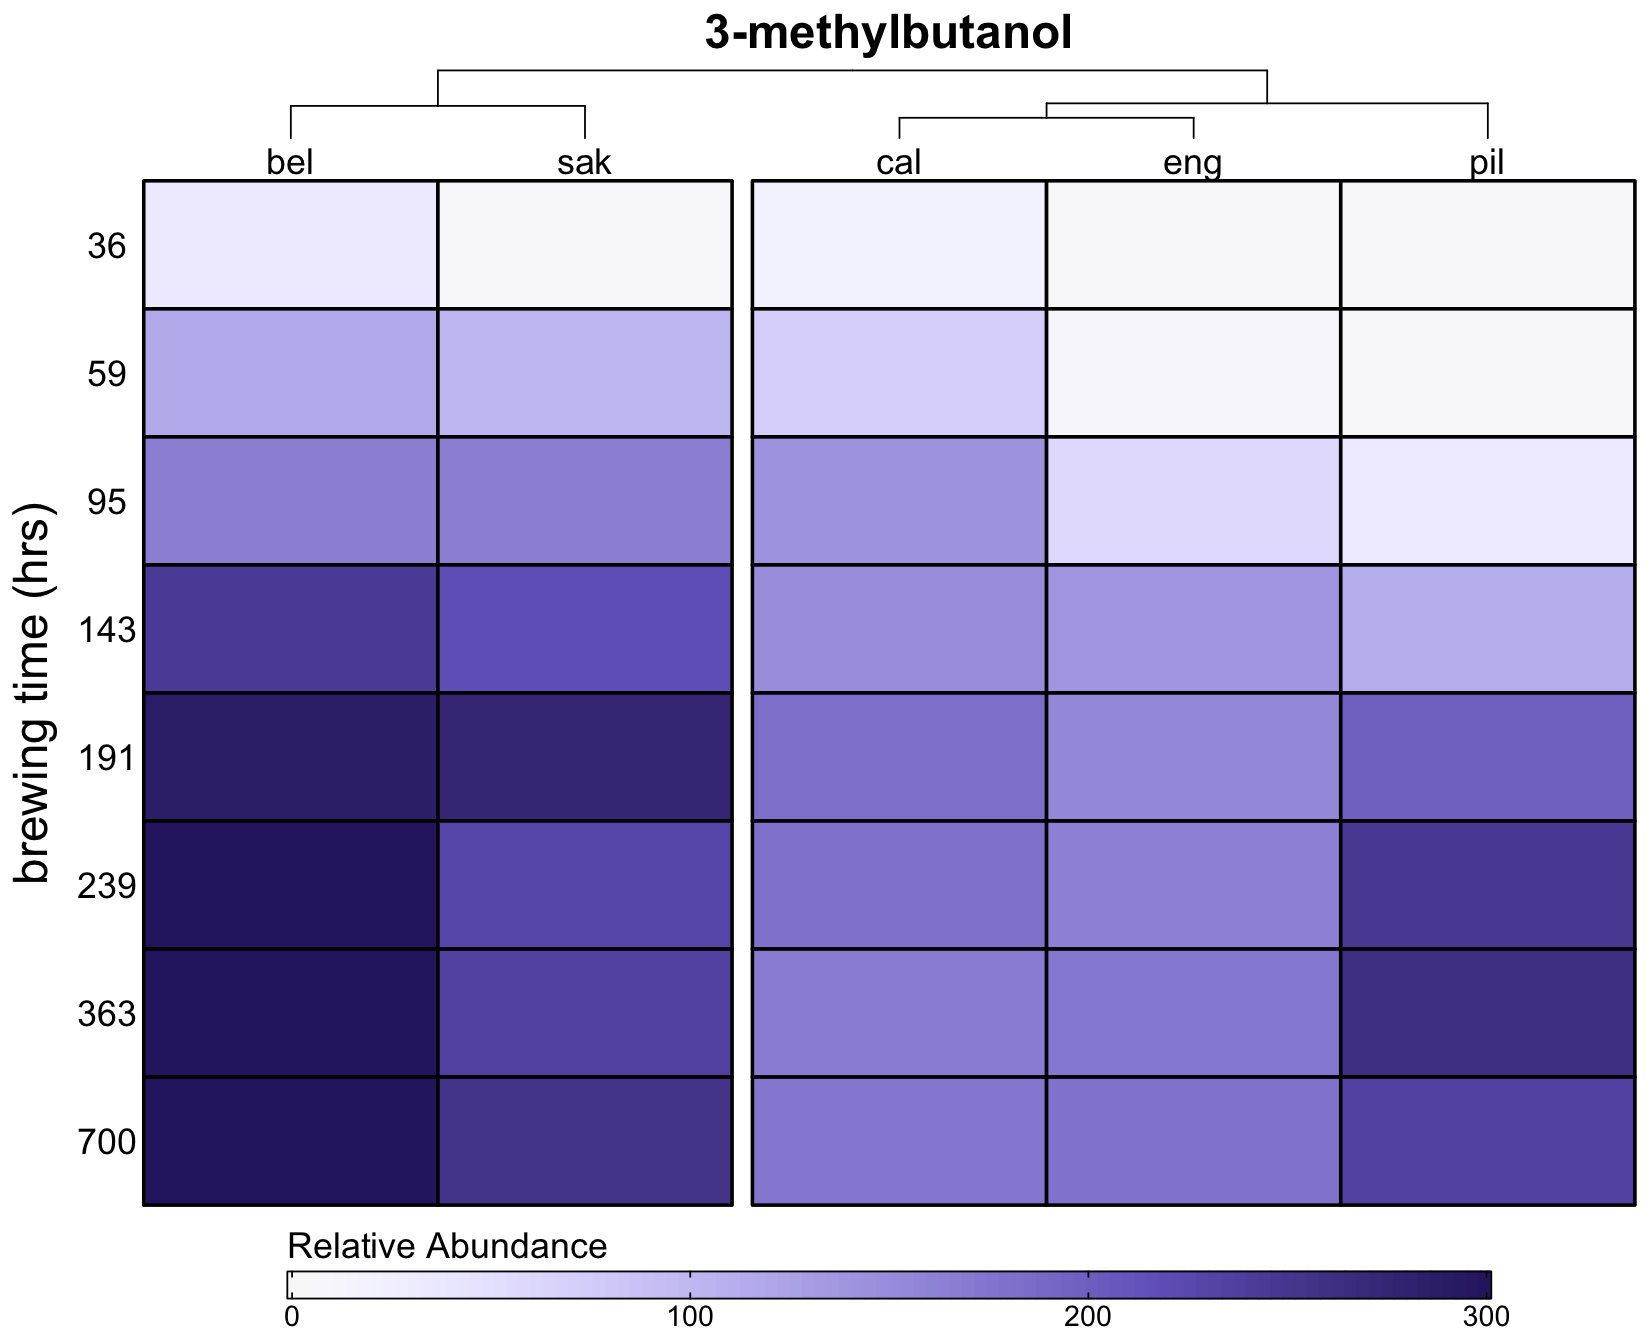 3-methylbutanol
bel sak cal eng pil
36
59
95
143
191
239
363
700
brewing time (hrs)
Relative Abundance
0 100 200 300